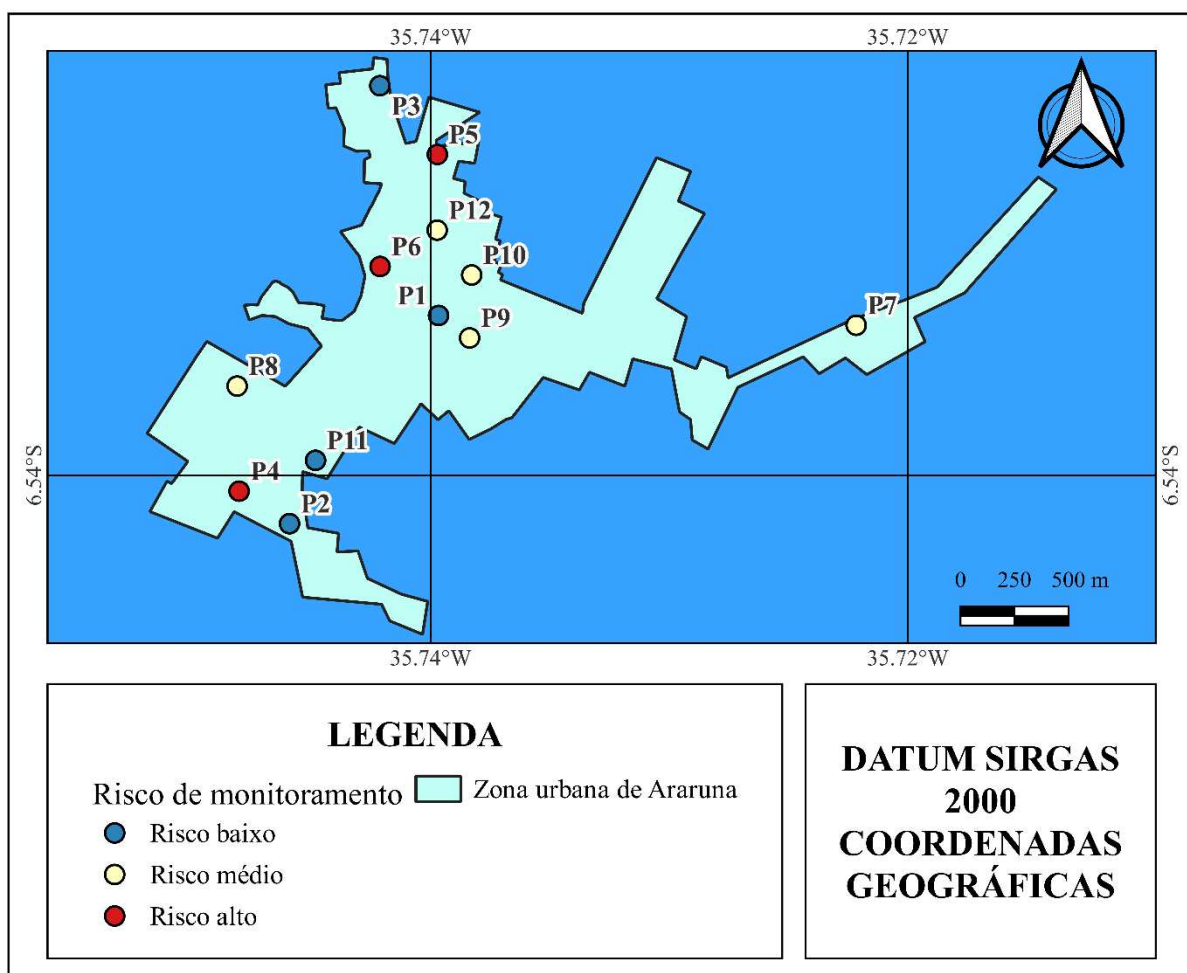 35.74°W 35.72°W
P3
P5
P12
P6
P10
P1
P7
P9
P8
P11
6.54°S 6.54°S
P4
P2
0 250 500 m
35.74°W 35.72°W
LEGENDA
Risco de monitoramento
Zona urbana de Araruna
Risco baixo
Risco médio
Risco alto
DATUM SIRGAS
2000
COORDENADAS
GEOGRÁFICAS